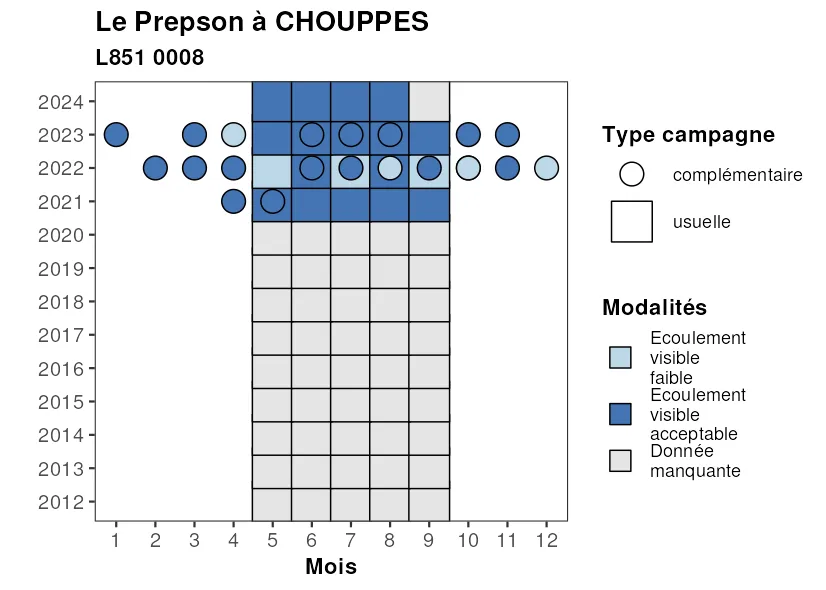 Le Prepson à CHOUPPES
L851 0008
2024
2023
2022
2021
2020
2019
2018
2017
2016
2015
2014
2013
2012
1 2 3 4 5 6 7 8 9 10 11 12
Mois
Type campagne
complémentaire
usuelle
Modalités
Ecoulement
visible
faible
Ecoulement
visible
acceptable
Donnée
manquante